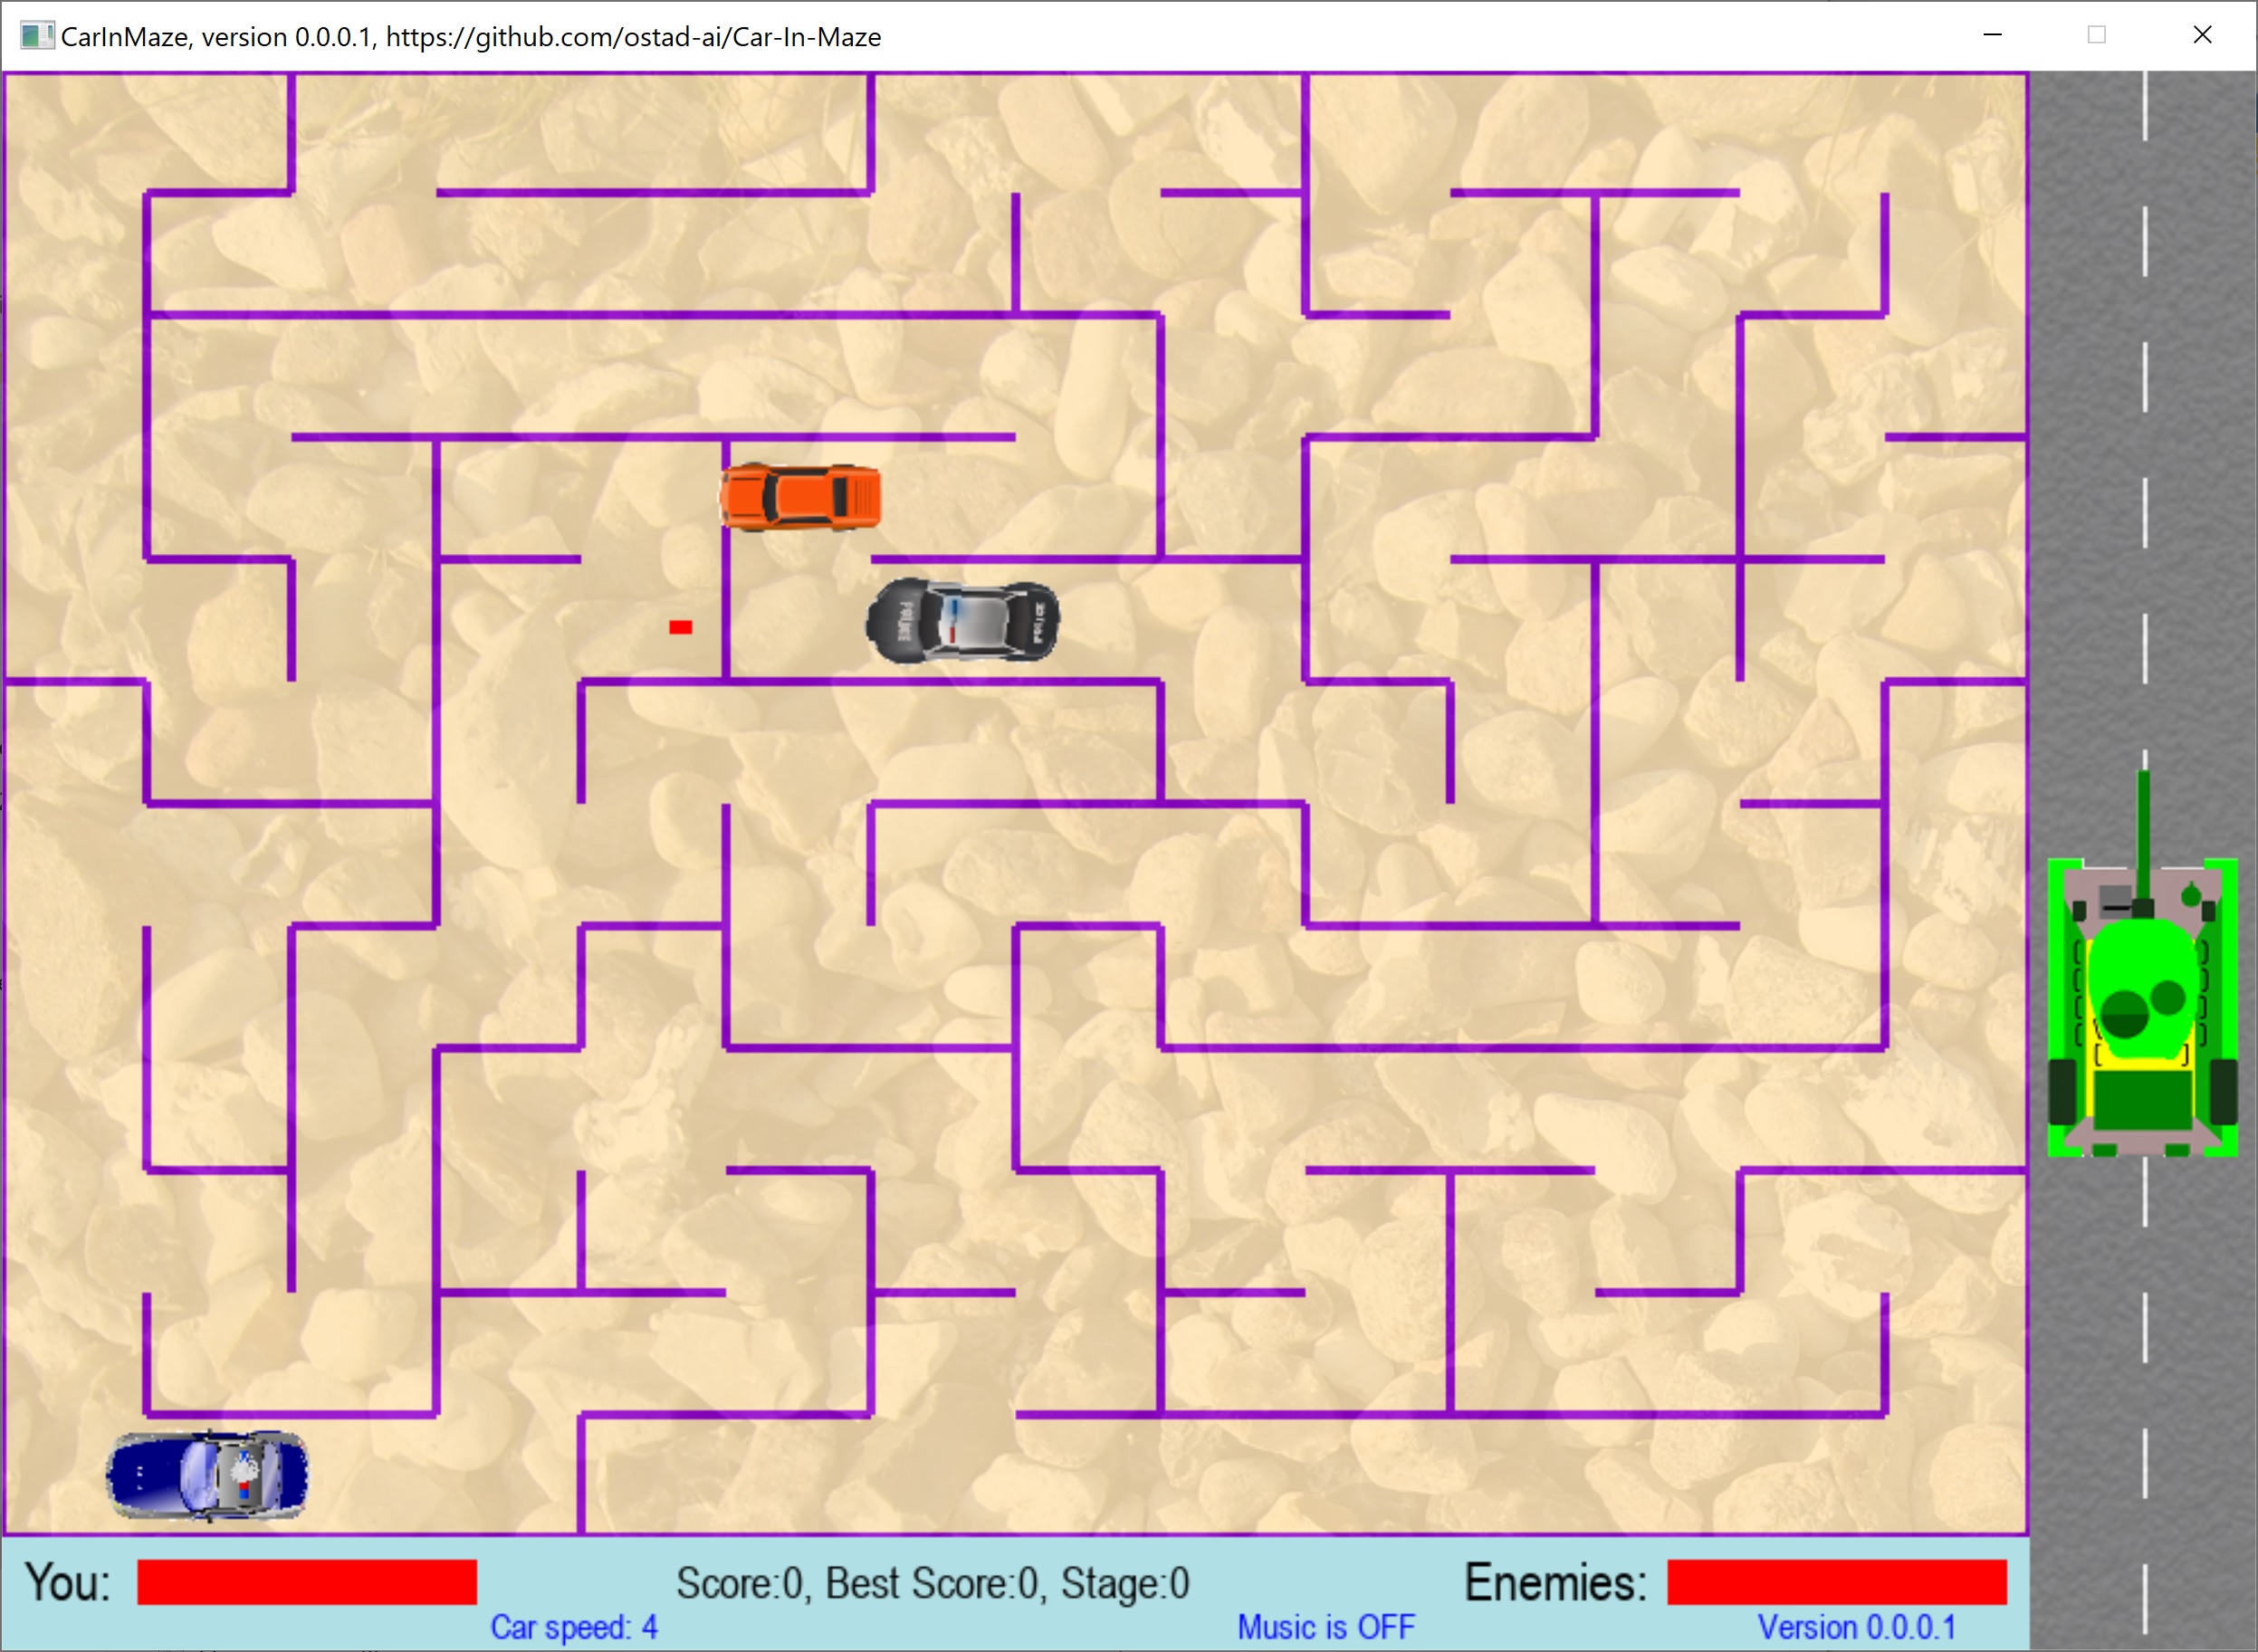 CarInMaze, version 0.0.0.1, https://github.com/ostad-ai/Car-In-Maze
POLICE
You:
Score:0, Best Score:0, Stage:0
Enemies:
Car speed: 4
Music is OFF
Version 0.0.0.1